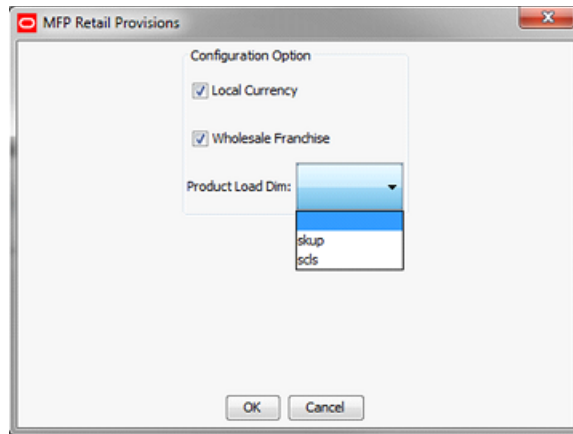 MFP Retail Provisions
Configuration Option
Local Currency
Wholesale Franchise
Product Load Dim:
skup
scls
OK Cancel